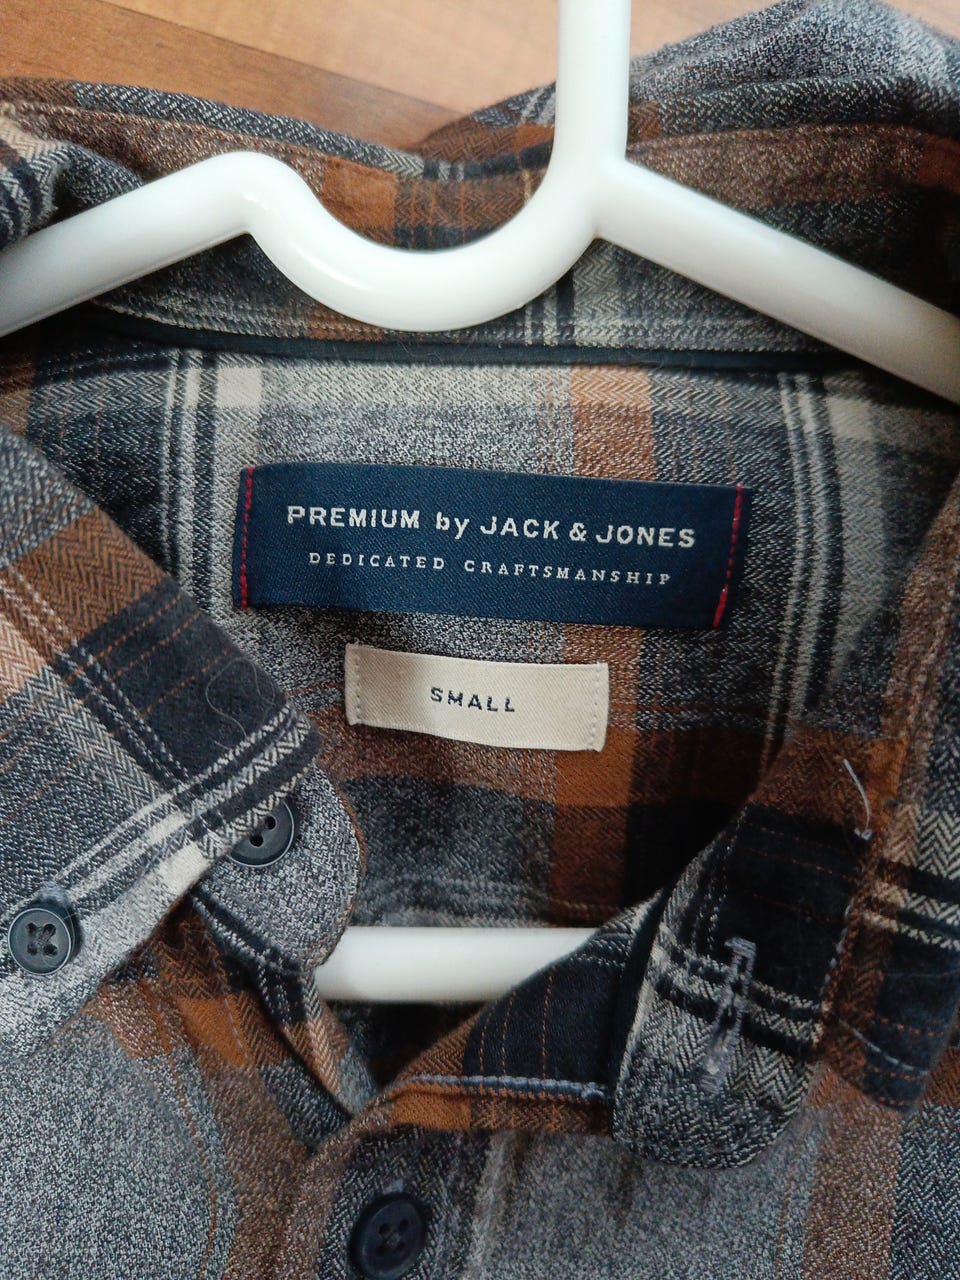 PREMIUM by JACK & JONES
DEDICATED CRAFTSMANSHIP
SMALL